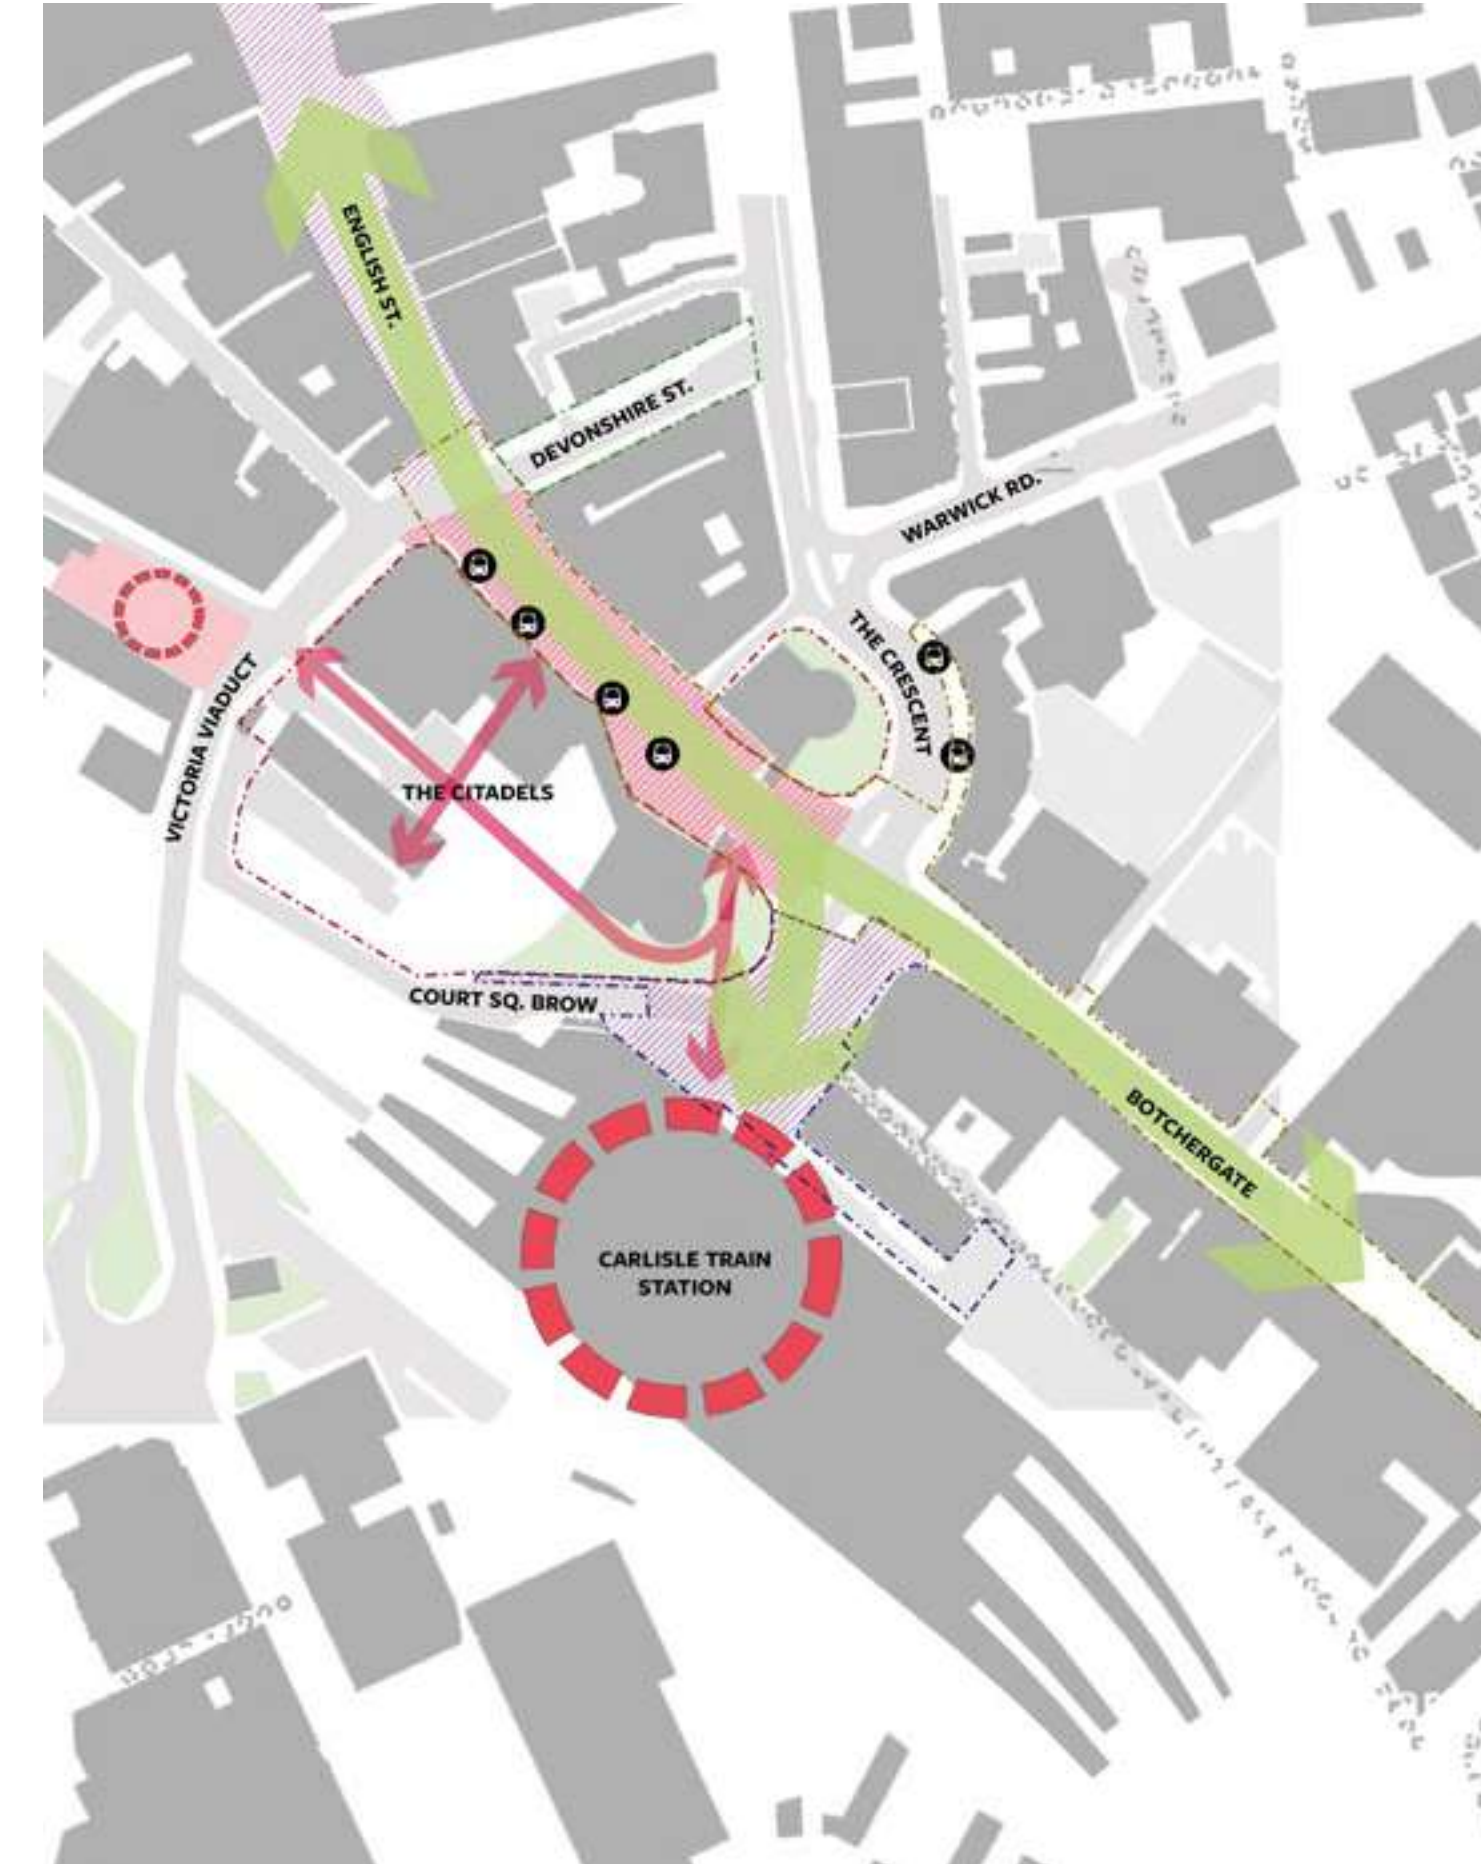 ENGLISH ST.
DEVONSHIRE ST.
WARWICK RD.
THE CRESCENT
VICTORIA VIADUCT
THE CITADELS
COURT SQ. BROW
BOTCHERGATE
CARLISLE TRAIN
STATION